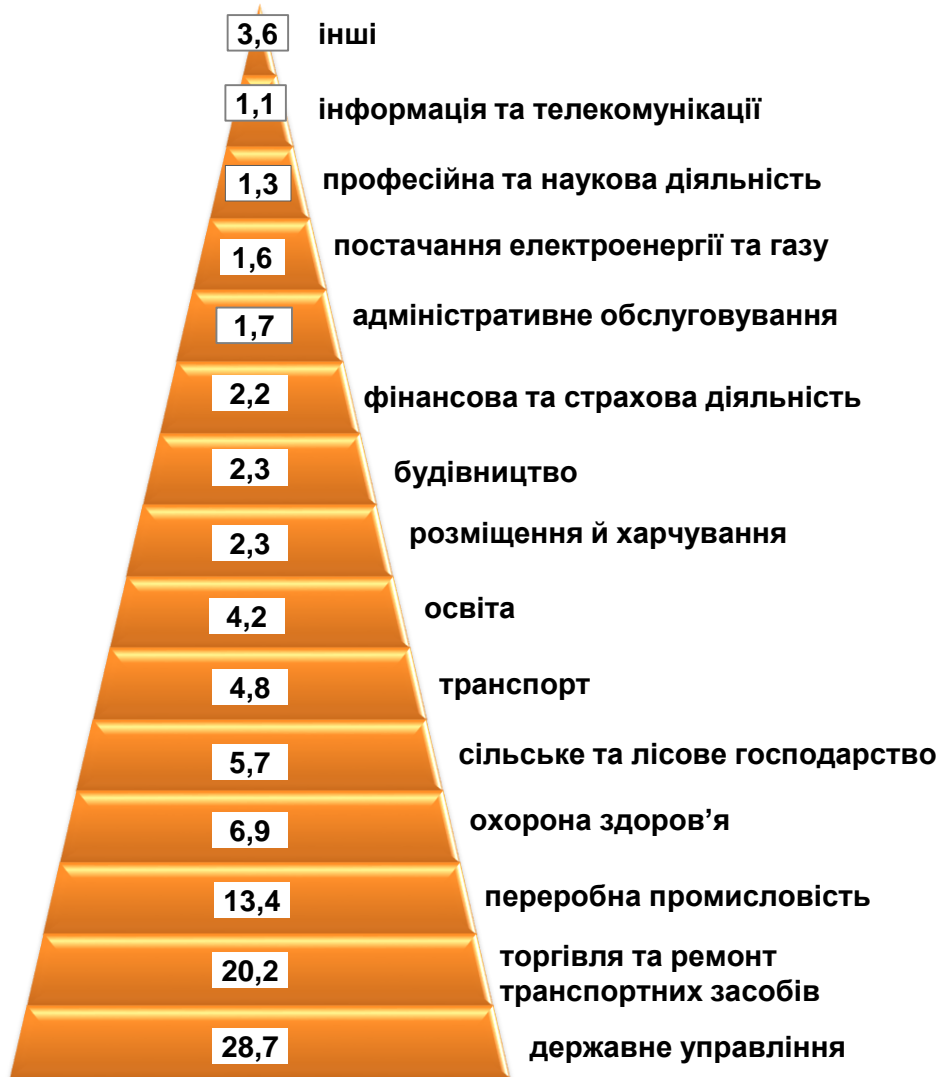 3,6 інші
1,1 інформація та телекомунікації
1,3 професійна та наукова діяльність
1,6 постачання електроенергії та газу
1,7 адміністративне обслуговування
2,2 фінансова та страхова діяльність
2,3 будівництво
2,3 розміщення й харчування
4,2 освіта
4,8 транспорт
5,7 сільське та лісове господарство
6,9 охорона здоров’я
13,4 переробна промисловість
20,2 торгівля та ремонт
транспортних засобів
28,7 державне управління